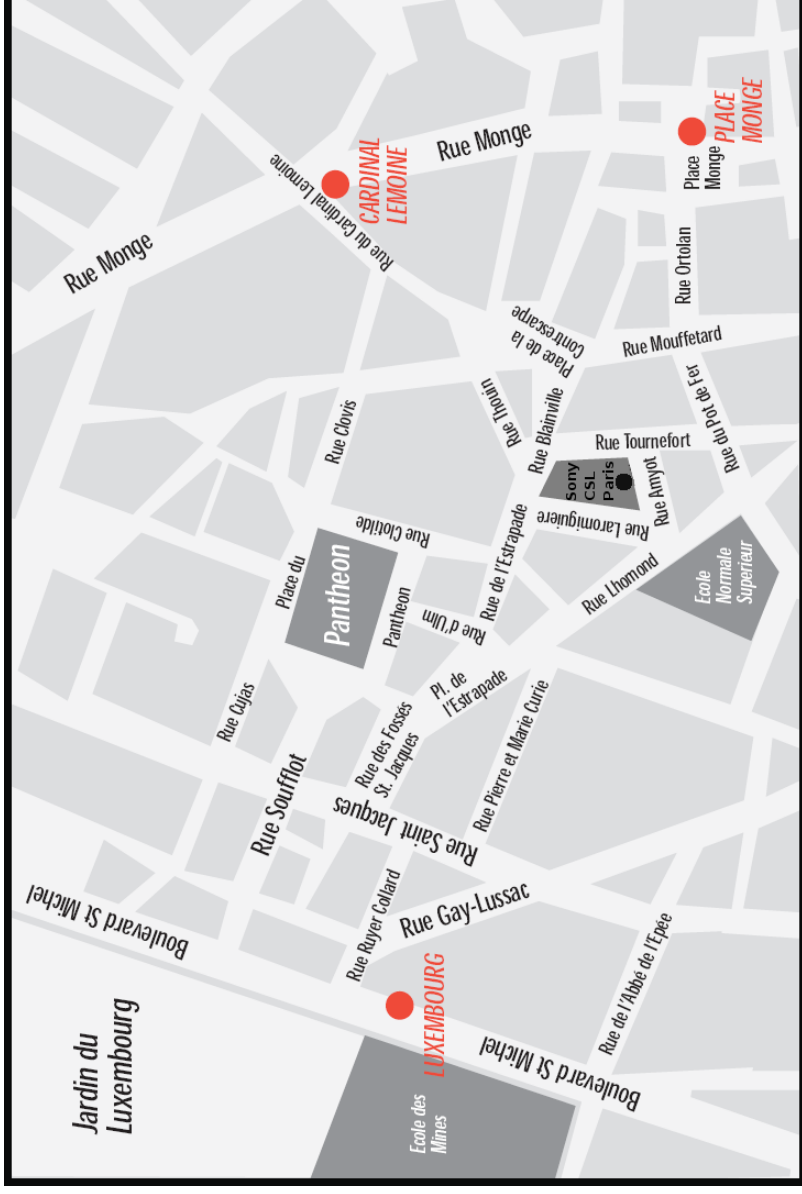 Rue Monge
Rue du Cardinal Lemoine
CARDINAL
LEMOINE
Rue Monge
Place
Monge
PLACE
MONGE
Rue Ortolan
Rue Mouffetard
Place de la
Contrescarpe
Rue Thouin
Rue Blainville
Rue Clovis
Rue Tournefort
Rue du Pot de Fer
Sony
CSL
Paris
Rue Amyot
Rue Laromiguiere
Rue Clotilde
Rue de l'Estrapade
Place du
Pantheon
Pantheon
Rue d'Ulm
Rue Lhomond
Ecole
Normale
Superieur
Pl. de
l'Estrapade
Rue Cujas
Rue des Fossés
St. Jacques
Rue Pierre et Marie Curie
Rue Soufflot
Rue Saint Jacques
Rue Ruyer Collard
Rue Gay-Lussac
Boulevard St Michel
Rue de l'Abbé de l'Epée
LUXEMBOURG
Boulevard St Michel
Jardin du
Luxembourg
Ecole des
Mines